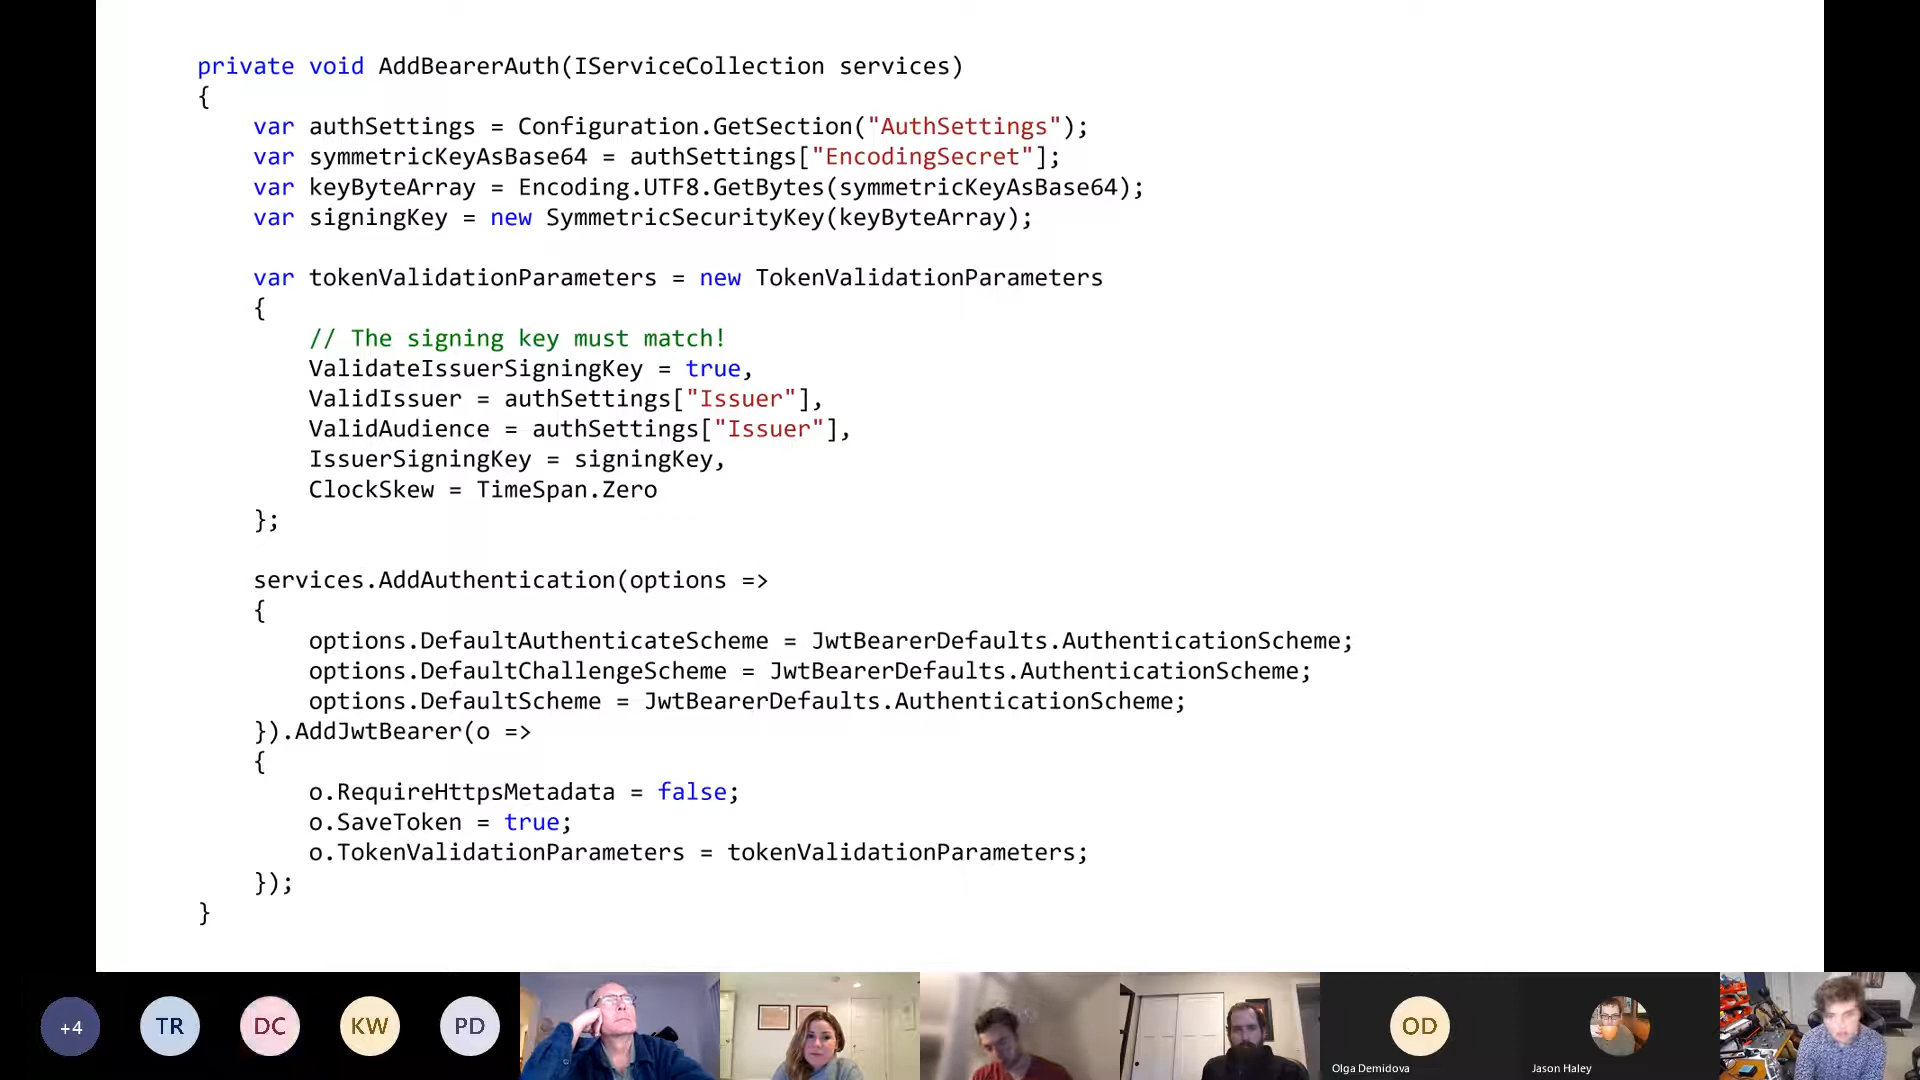 private void AddBearerAuth(IServiceCollection services)
{
var authSettings = Configuration.GetSection("AuthSettings");
var symmetricKeyAsBase64 = authSettings["EncodingSecret"];
var keyByteArray = Encoding.UTF8.GetBytes(symmetricKeyAsBase64);
var signingKey = new SymmetricSecurityKey(keyByteArray);
var tokenValidationParameters = new TokenValidationParameters
{
// The signing key must match!
ValidateIssuerSigningKey = true,
ValidIssuer = authSettings["Issuer"],
ValidAudience = authSettings["Issuer"],
IssuerSigningKey = signingKey,
ClockSkew = TimeSpan.Zero
};
services.AddAuthentication(options =>
{
options.DefaultAuthenticateScheme = JwtBearerDefaults.AuthenticationScheme;
options.DefaultChallengeScheme = JwtBearerDefaults.AuthenticationScheme;
options.DefaultScheme = JwtBearerDefaults.AuthenticationScheme;
}).AddJwtBearer(o =>
{
o.RequireHttpsMetadata = false;
o.SaveToken = true;
o.TokenValidationParameters = tokenValidationParameters;
});
}
+4 TR DC KW PD OD
Olga Demidova Jason Haley